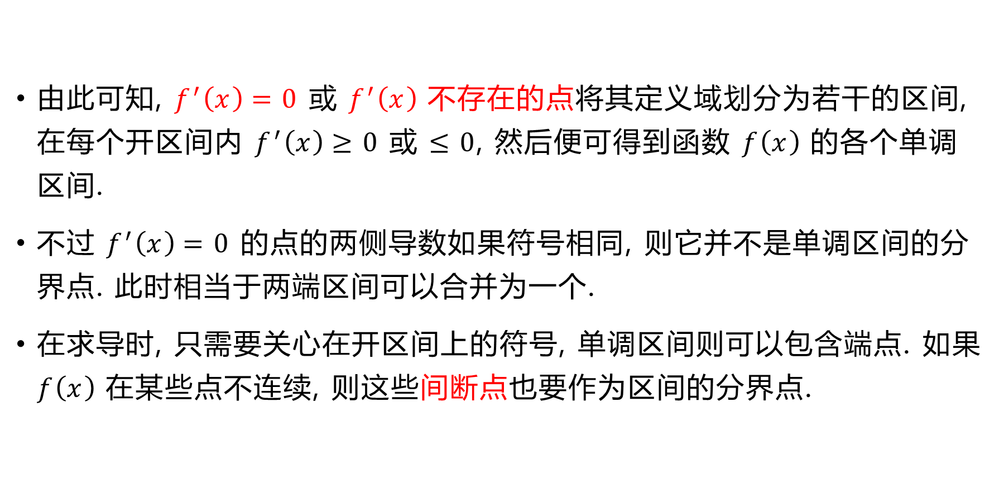 • 由此可知, f′(x) = 0 或 f′(x) 不存在的点将其定义域划分为若干的区间,
在每个开区间内 f′(x) ≥ 0 或 ≤ 0, 然后便可得到函数 f(x) 的各个单调
区间.
• 不过 f′(x) = 0 的点的两侧导数如果符号相同, 则它并不是单调区间的分
界点. 此时相当于两端区间可以合并为一个.
• 在求导时, 只需要关心在开区间上的符号, 单调区间则可以包含端点. 如果
f(x) 在某些点不连续, 则这些间断点也要作为区间的分界点.